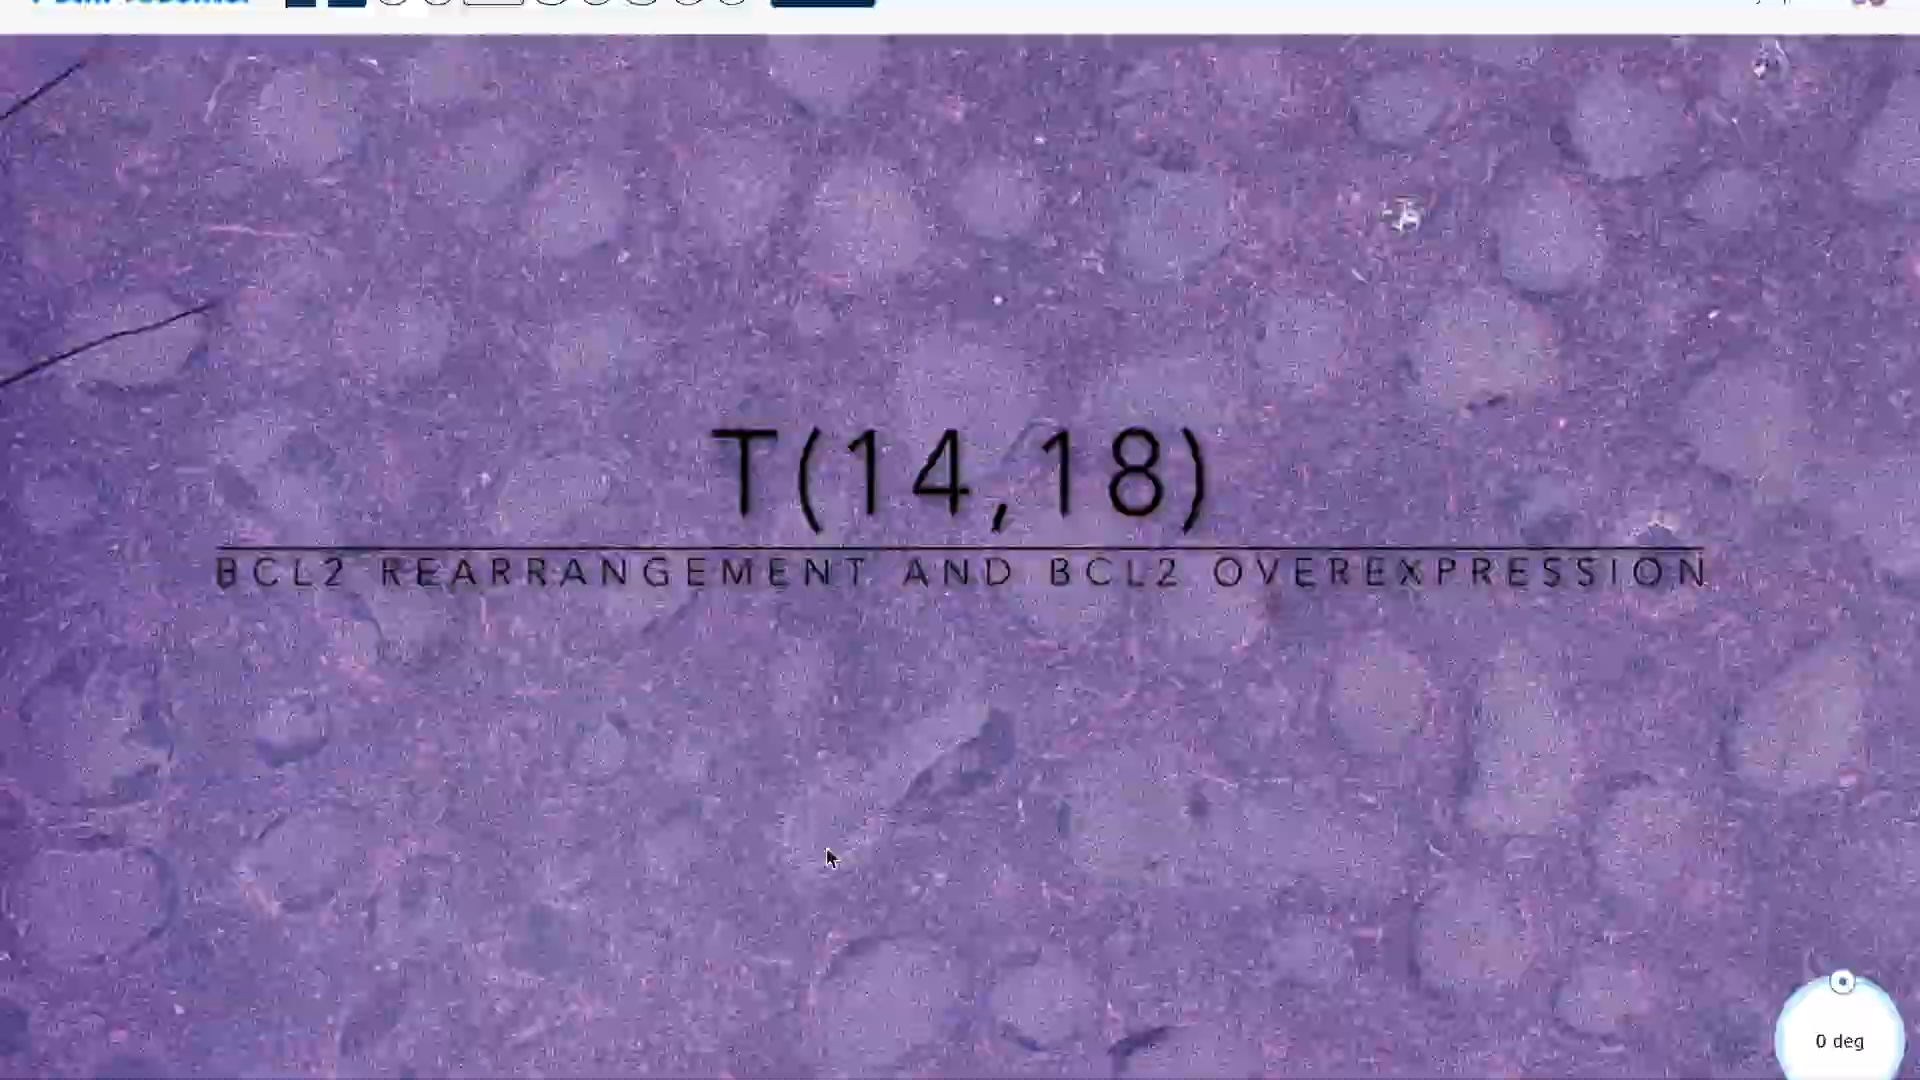 T(14,18)
BCL2 REARRANGEMENT AND BCL2 OVEREXPRESSION
0 deg